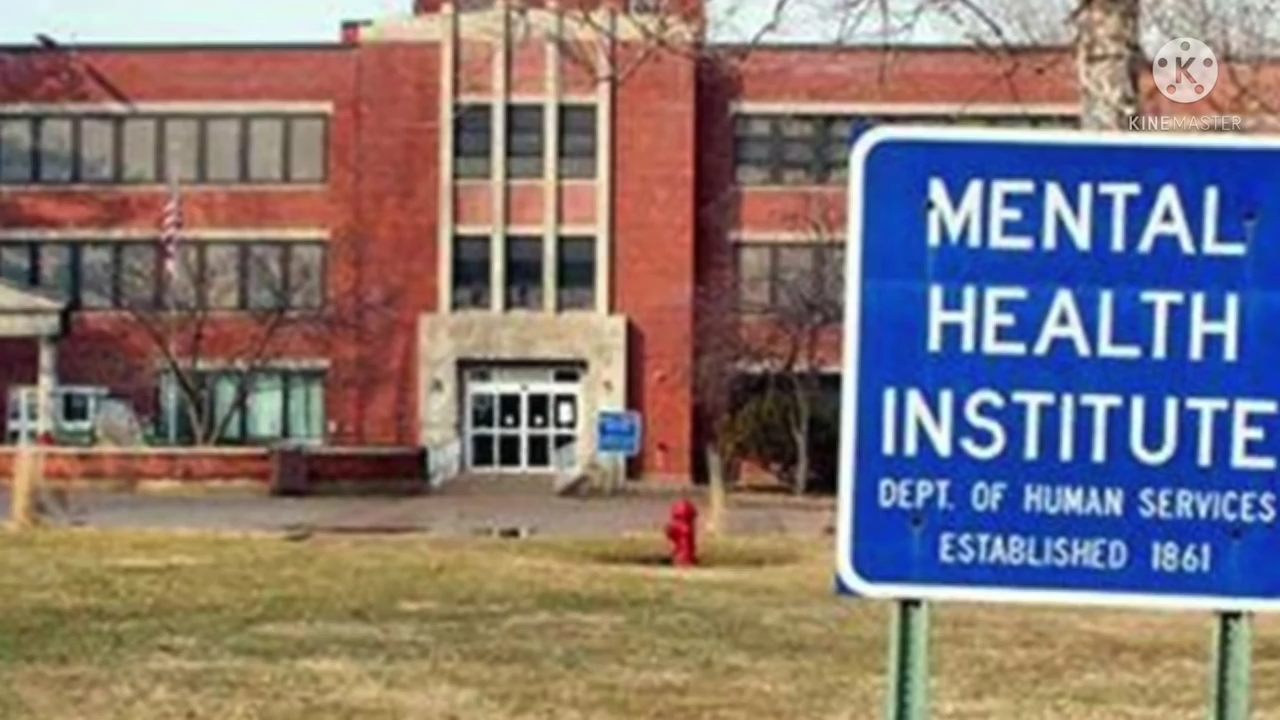 K
KINEMASTER
MENTAL
HEALTH
INSTITUTE
DEPT. OF HUMAN SERVICES
ESTABLISHED 1861